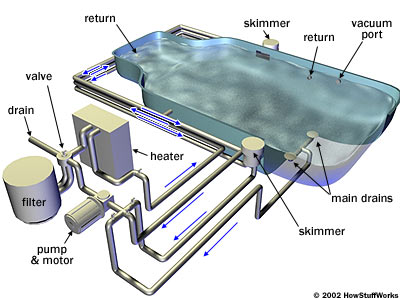 return
skimmer
return
vacuum
port
valve
drain
heater
filter
main drains
skimmer
pump
& motor
© 2002 HowStuffWorks